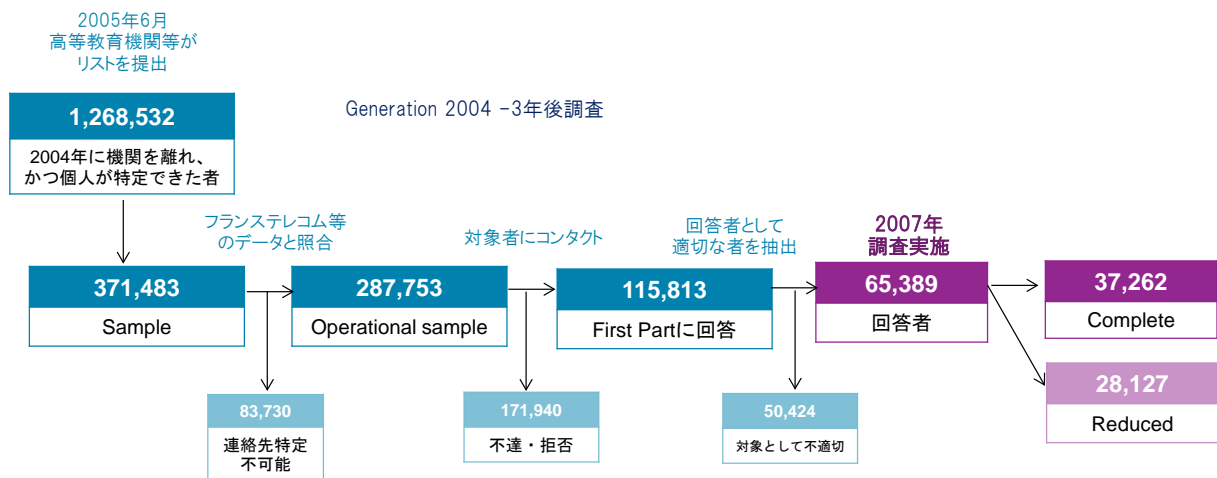 2005年6月
高等教育機関等が
リストを提出
1,268,532
2004年に機関を離れ、
かつ個人が特定できた者
Generation 2004 –3年後調査
フランステレコム等
のデータと照合
対象者にコンタクト
回答者として
適切な者を抽出
2007年
調査実施
371,483
Sample
287,753
Operational sample
115,813
First Partに回答
65,389
回答者
37,262
Complete
28,127
Reduced
83,730
連絡先特定
不可能
171,940
不達・拒否
50,424
対象として不適切